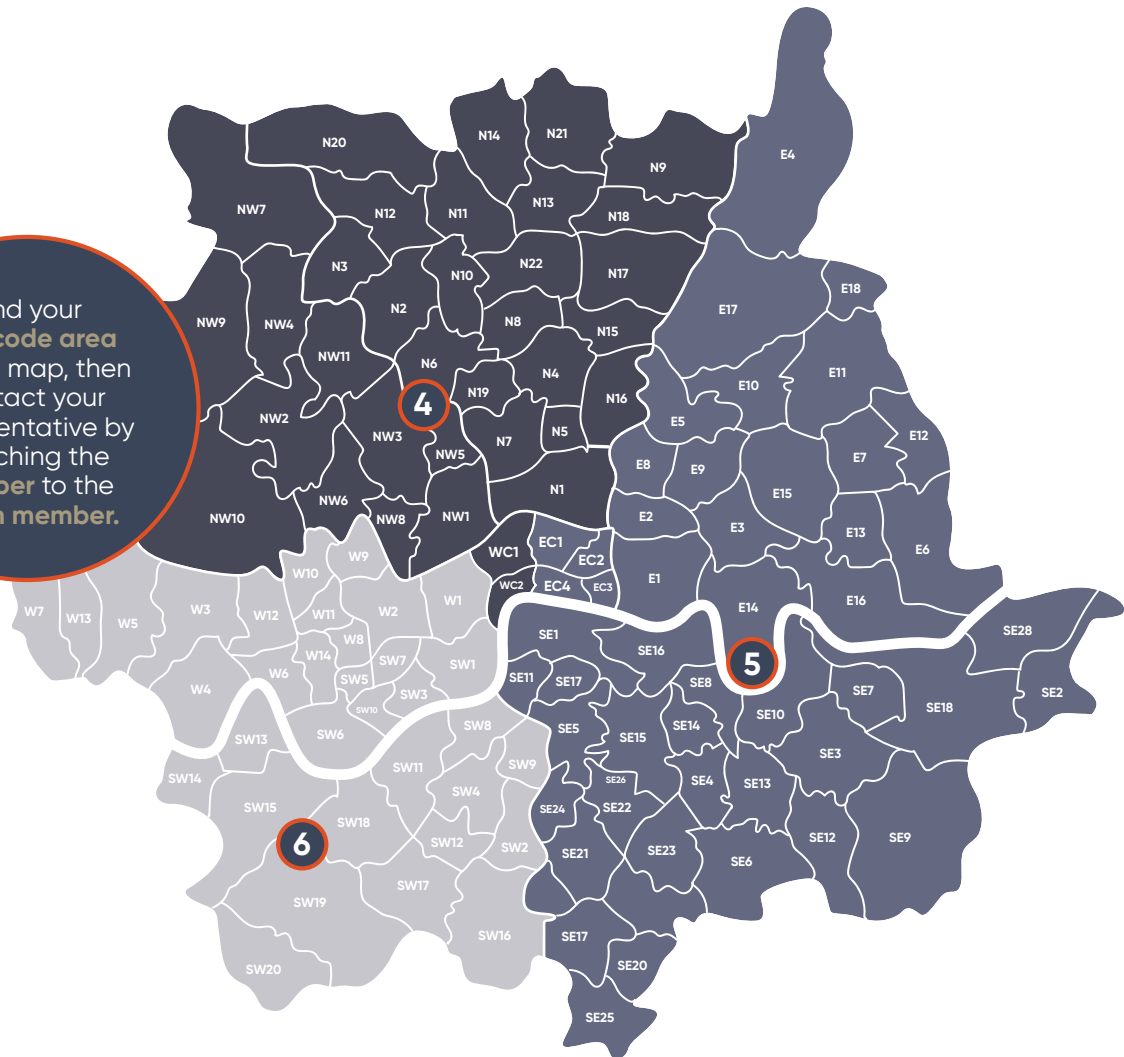 nd your
code area
map, then
tact your
entative by
ching the
ber to the
n member.
N14
N21
N20
E4
N9
NW7
N12
N11
N13
N18
N3
N10
N22
N17
E18
N2
E17
NW9
NW4
N8
N15
NW11
N6
N4
E11
E10
N19
N16
4
NW2
E5
NW3
N7
N5
E12
NW5
E8
E9
E7
N1
E15
NW6
NW10
NW8
NW1
E2
E3
E13
WC1
EC1
E6
W9
EC2
W10
E1
WC2
EC4
EC3
W7
W13
W5
W3
W12
W11
W2
W1
E14
E16
W8
SE1
SE28
W14
SW7
SW1
SE16
5
W6
SW5
SE11
SE17
SE8
SE7
SE2
W4
SW3
SW10
SE10
SE18
SW13
SW6
SW8
SE5
SE15
SE14
SE3
SW14
SW11
SW9
SE26
SE4
SE13
SW4
SW15
SW18
SE24
SE22
6
SW12
SW2
SE21
SE23
SE6
SE12
SE9
SW17
SW19
SW16
SE17
SW20
SE20
SE25